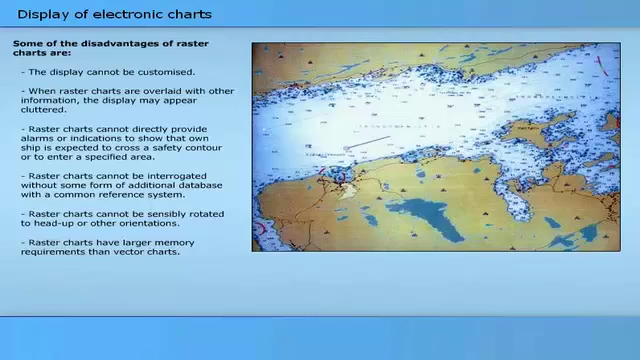 Display of electronic charts
Some of the disadvantages of raster
charts are:
- The display cannot be customised.
- When raster charts are overlaid with other
information, the display may appear
cluttered.
- Raster charts cannot directly provide
alarms or indications to show that own
ship is expected to cross a safety contour
or to enter a specified area.
- Raster charts cannot be interrogated
without some form of additional database
with a common reference system.
- Raster charts cannot be sensibly rotated
to head-up or other orientations.
- Raster charts have larger memory
requirements than vector charts.